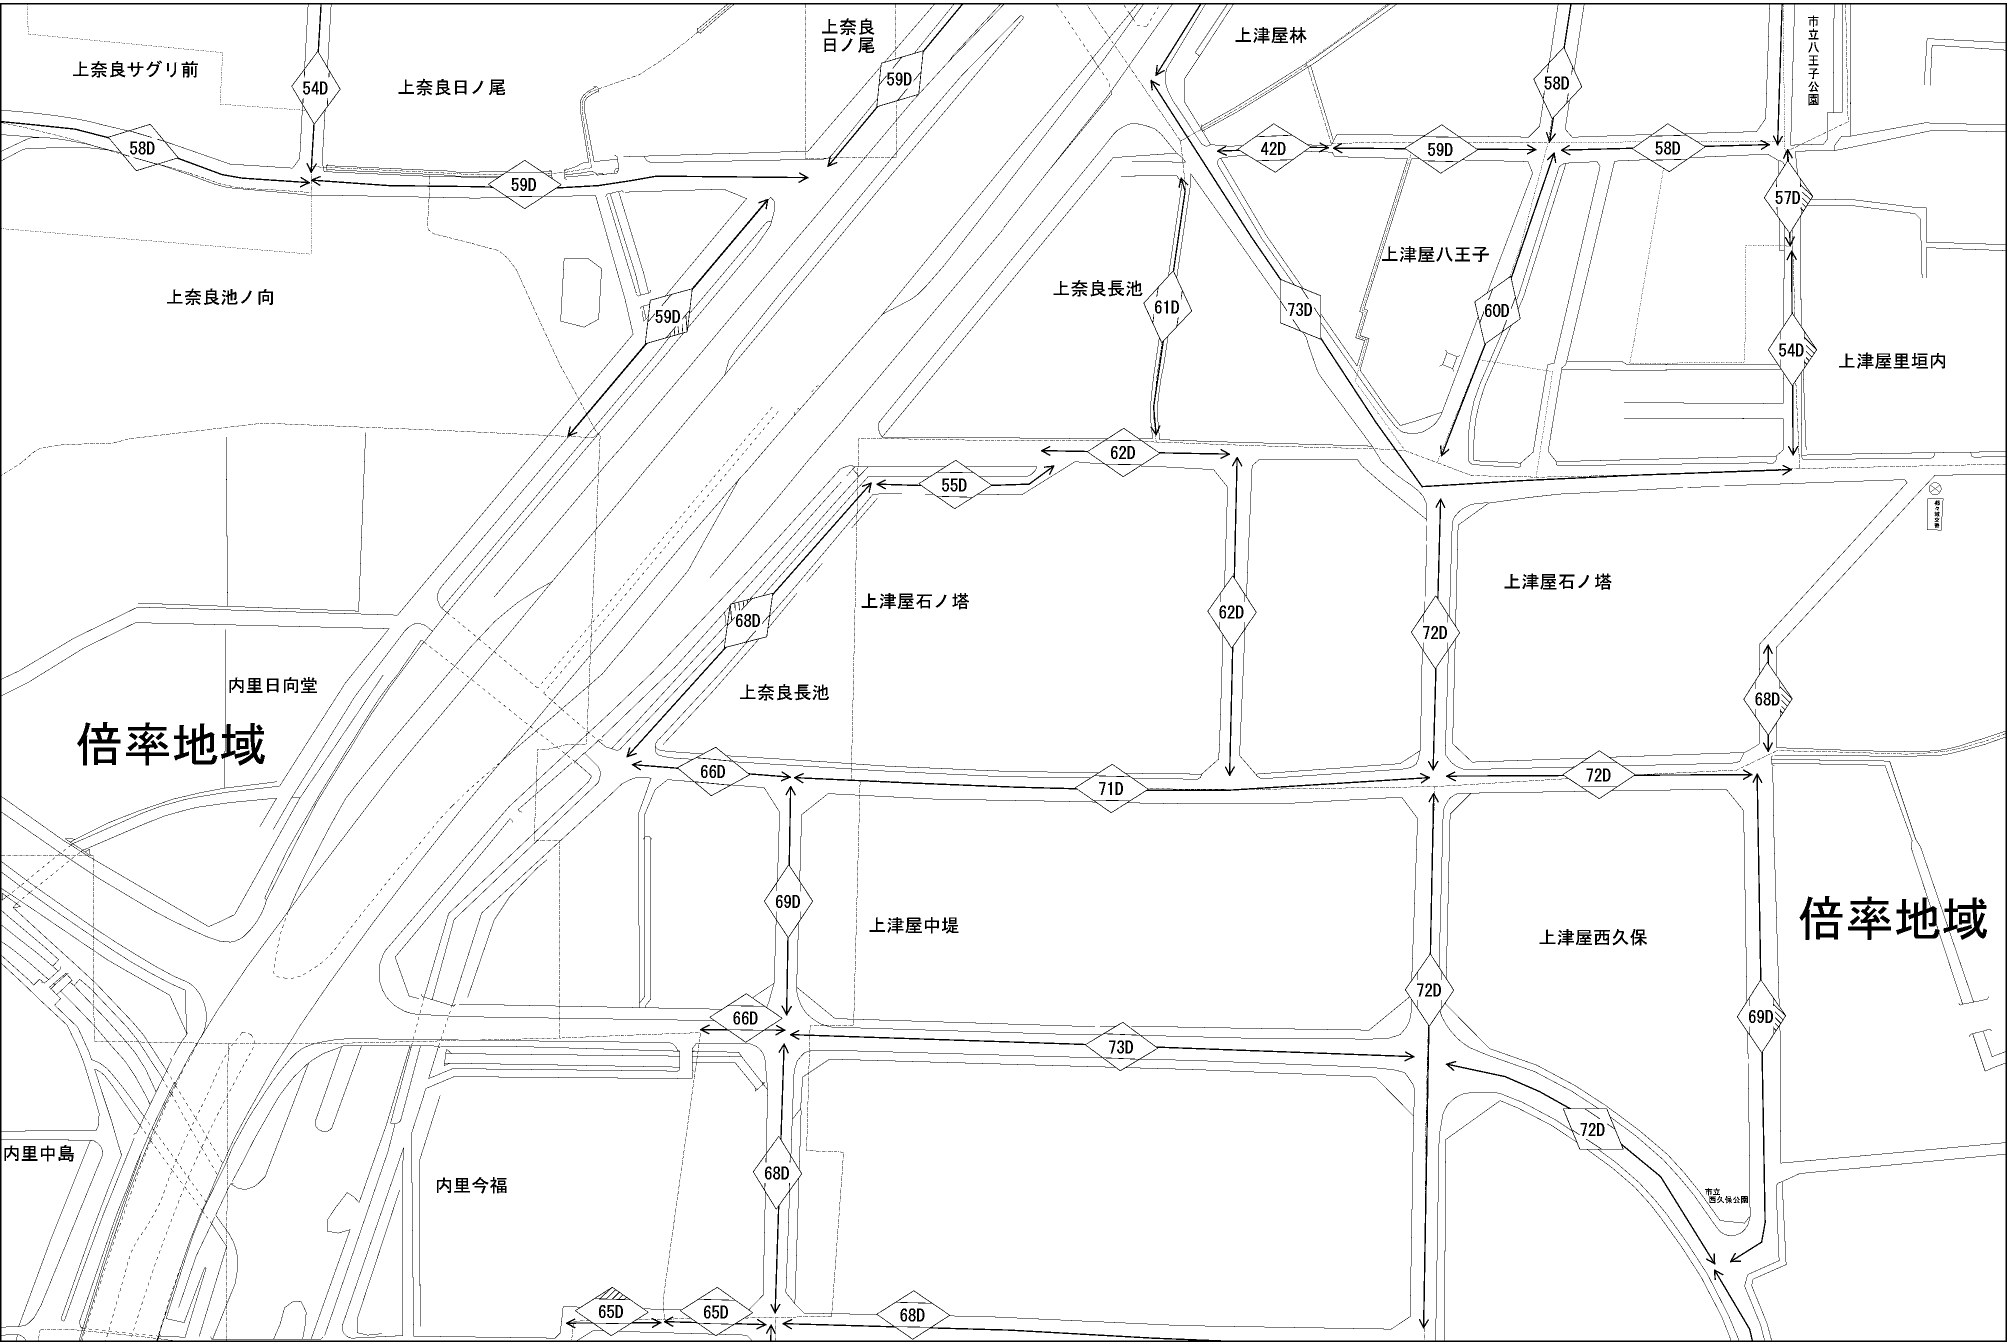 上奈良
日ノ尾
上津屋林
市立八王子公園
上奈良サグリ前
54D
上奈良日ノ尾
59D
58D
58D
42D
59D
58D
59D
57D
上津屋八王子
上奈良池ノ向
上奈良長池
61D
73D
60D
59D
54D
上津屋里垣内
62D
55D
上津屋石ノ塔
上津屋石ノ塔
68D
62D
72D
内里日向堂
上奈良長池
68D
倍率地域
66D
71D
72D
69D
上津屋中堤
上津屋西久保
倍率地域
72D
66D
69D
73D
72D
内里中島
68D
内里今福
市立
西久保公園
65D
65D
68D